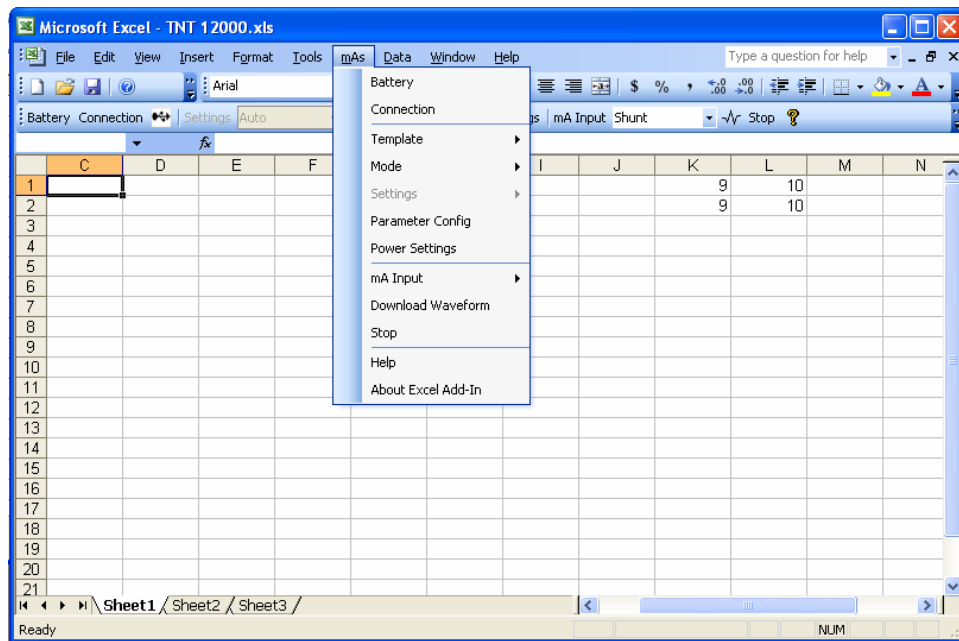 Microsoft Excel - TNT 12000.xls
File Edit View Insert Format Tools mAs Data Window Help Type a question for help
Arial $ % ,
Battery Connection Settings Auto mA Input Shunt Stop
fx
C D E F I J K L M N
1 9 10
2 9 10
3
4
5
6
7
8
9
10
11
12
13
14
15
16
17
18
19
20
21
Battery
Connection
Template
Mode
Settings
Parameter Config
Power Settings
mA Input
Download Waveform
Stop
Help
About Excel Add-In
Sheet1 Sheet2 Sheet3
Ready NUM